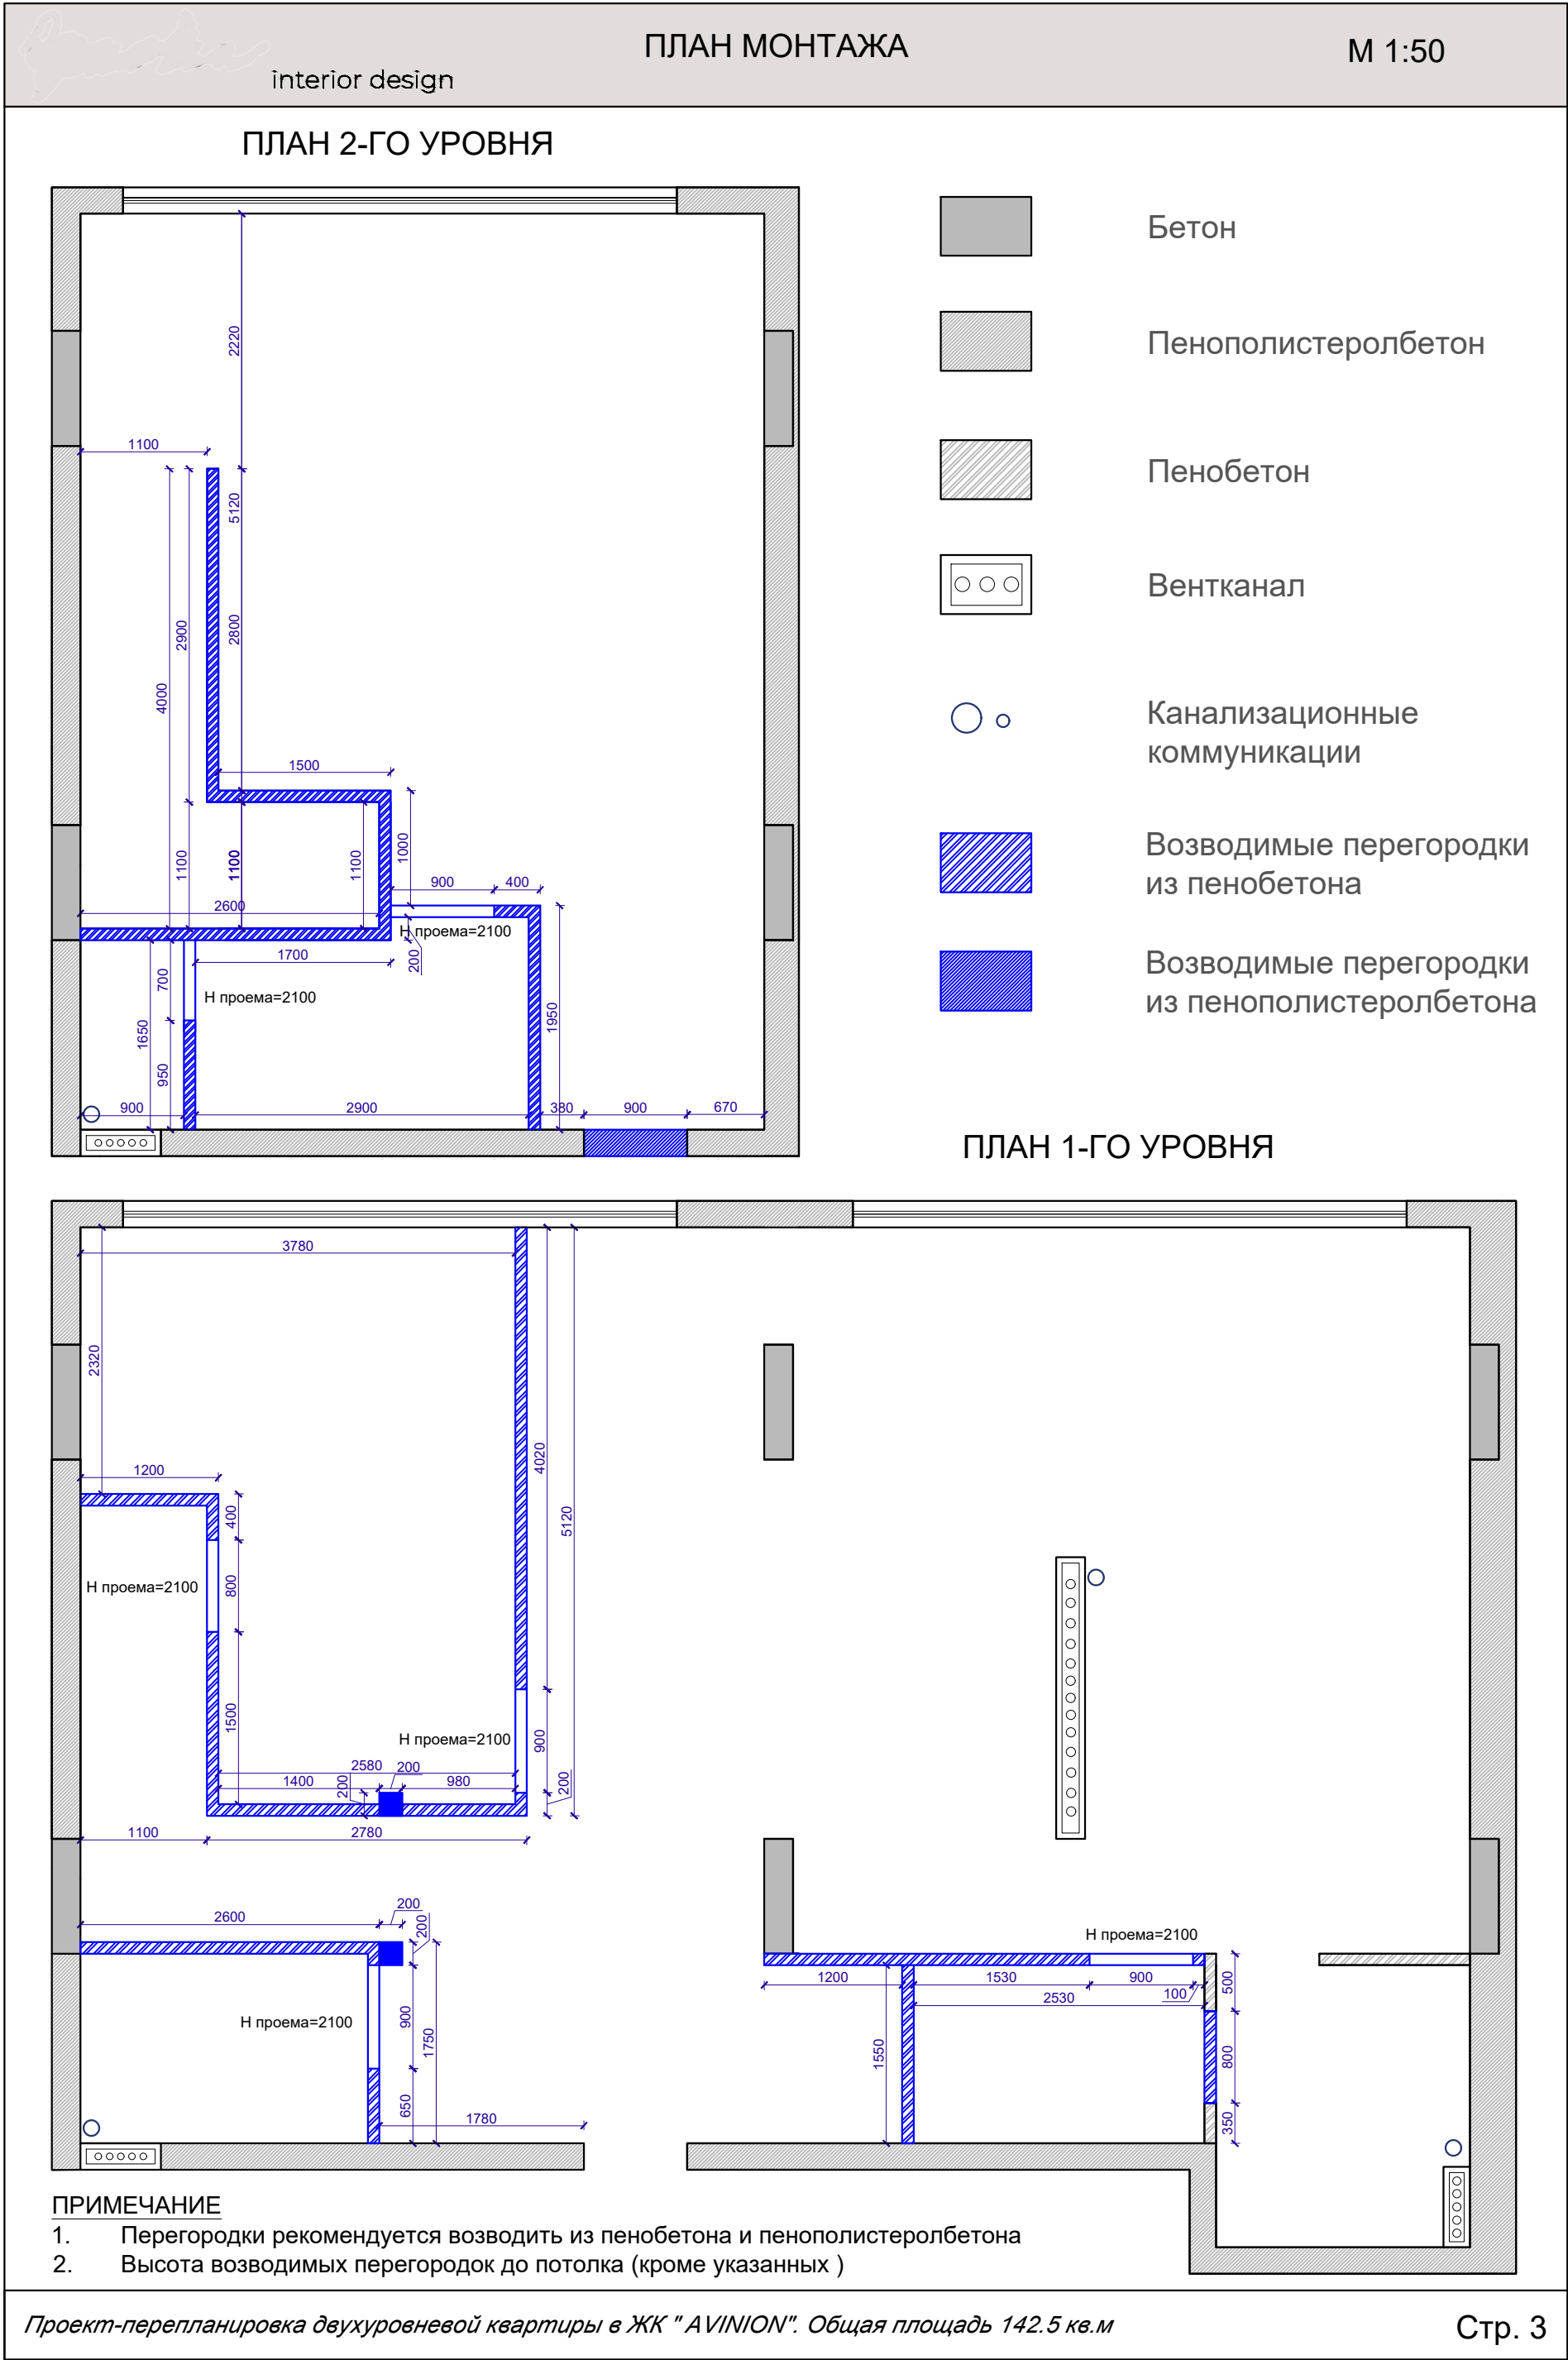 interior design
ПЛАН МОНТАЖА
М 1:50
ПЛАН 2-ГО УРОВНЯ
2220
1100
5120
2900
2800
4000
1500
1100
1100
1100
1000
900
400
2600
Н проема=2100
200
1700
700
Н проема=2100
1650
950
1950
900
2900
380
900
670
Бетон
Пенополистеролбетон
Пенобетон
Вентканал
Канализационные
коммуникации
Возводимые перегородки
из пенобетона
Возводимые перегородки
из пенополистеролбетона
ПЛАН 1-ГО УРОВНЯ
3780
2320
4020
5120
1200
400
Н проема=2100
800
1500
Н проема=2100
900
2580
200
1400
200
980
200
1100
2780
2600
200
200
Н проема=2100
900
1750
650
1780
Н проема=2100
1200
1530
900
100
2530
500
1550
800
350
ПРИМЕЧАНИЕ
1. Перегородки рекомендуется возводить из пенобетона и пенополистеролбетона
2. Высота возводимых перегородок до потолка (кроме указанных )
Проект-перепланировка двухуровневой квартиры в ЖК " AVINION". Общая площадь 142.5 кв.м
Стр. 3